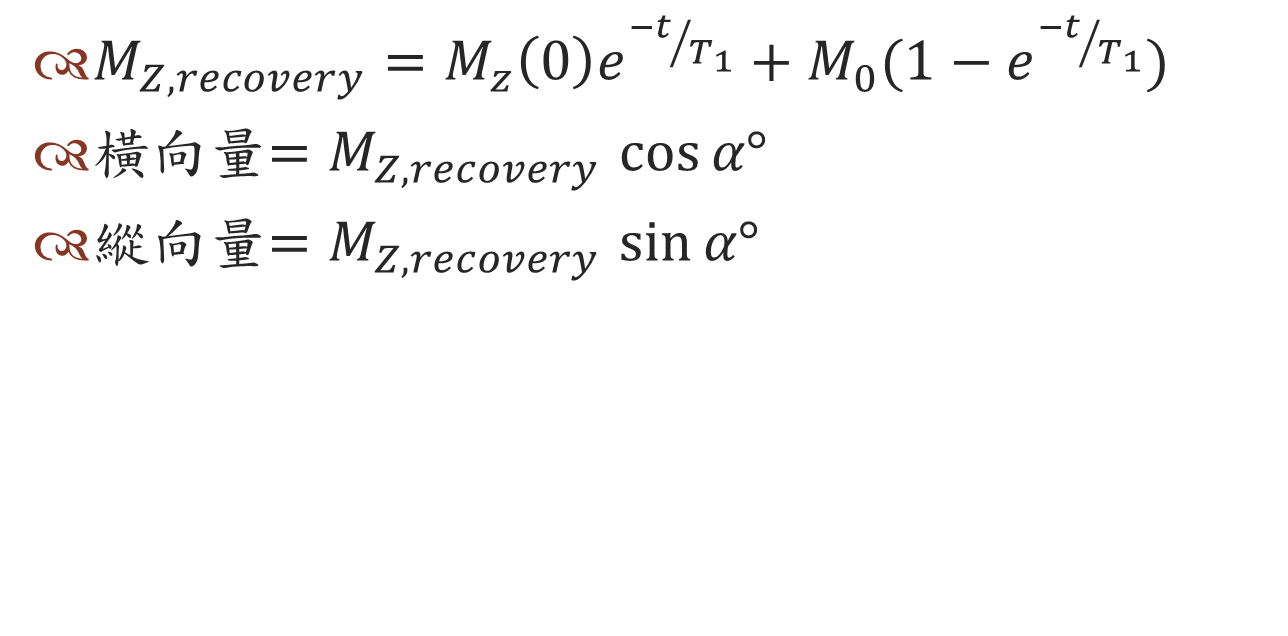 M_{Z,recovery} = M_z(0)e^{-t/T_1} + M_0(1 − e^{-t/T_1})
橫向量= M_{Z,recovery} cos α°
縱向量= M_{Z,recovery} sin α°